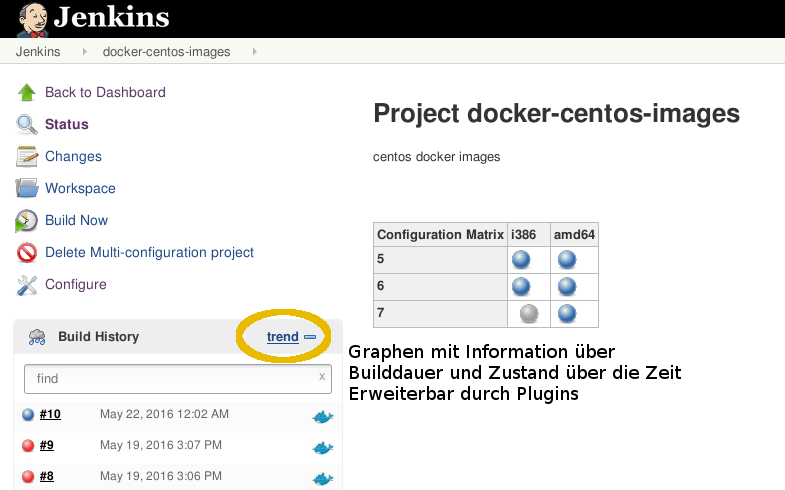 Jenkins
Jenkins docker-centos-images
Back to Dashboard
Status
Changes
Workspace
Build Now
Delete Multi-configuration project
Configure
Project docker-centos-images
centos docker images
Configuration Matrix i386 amd64
5
6
7
Build History trend
find x
#10 May 22, 2016 12:02 AM
#9 May 19, 2016 3:07 PM
#8 May 19, 2016 3:06 PM
Graphen mit Information über
Builddauer und Zustand über die Zeit
Erweiterbar durch Plugins